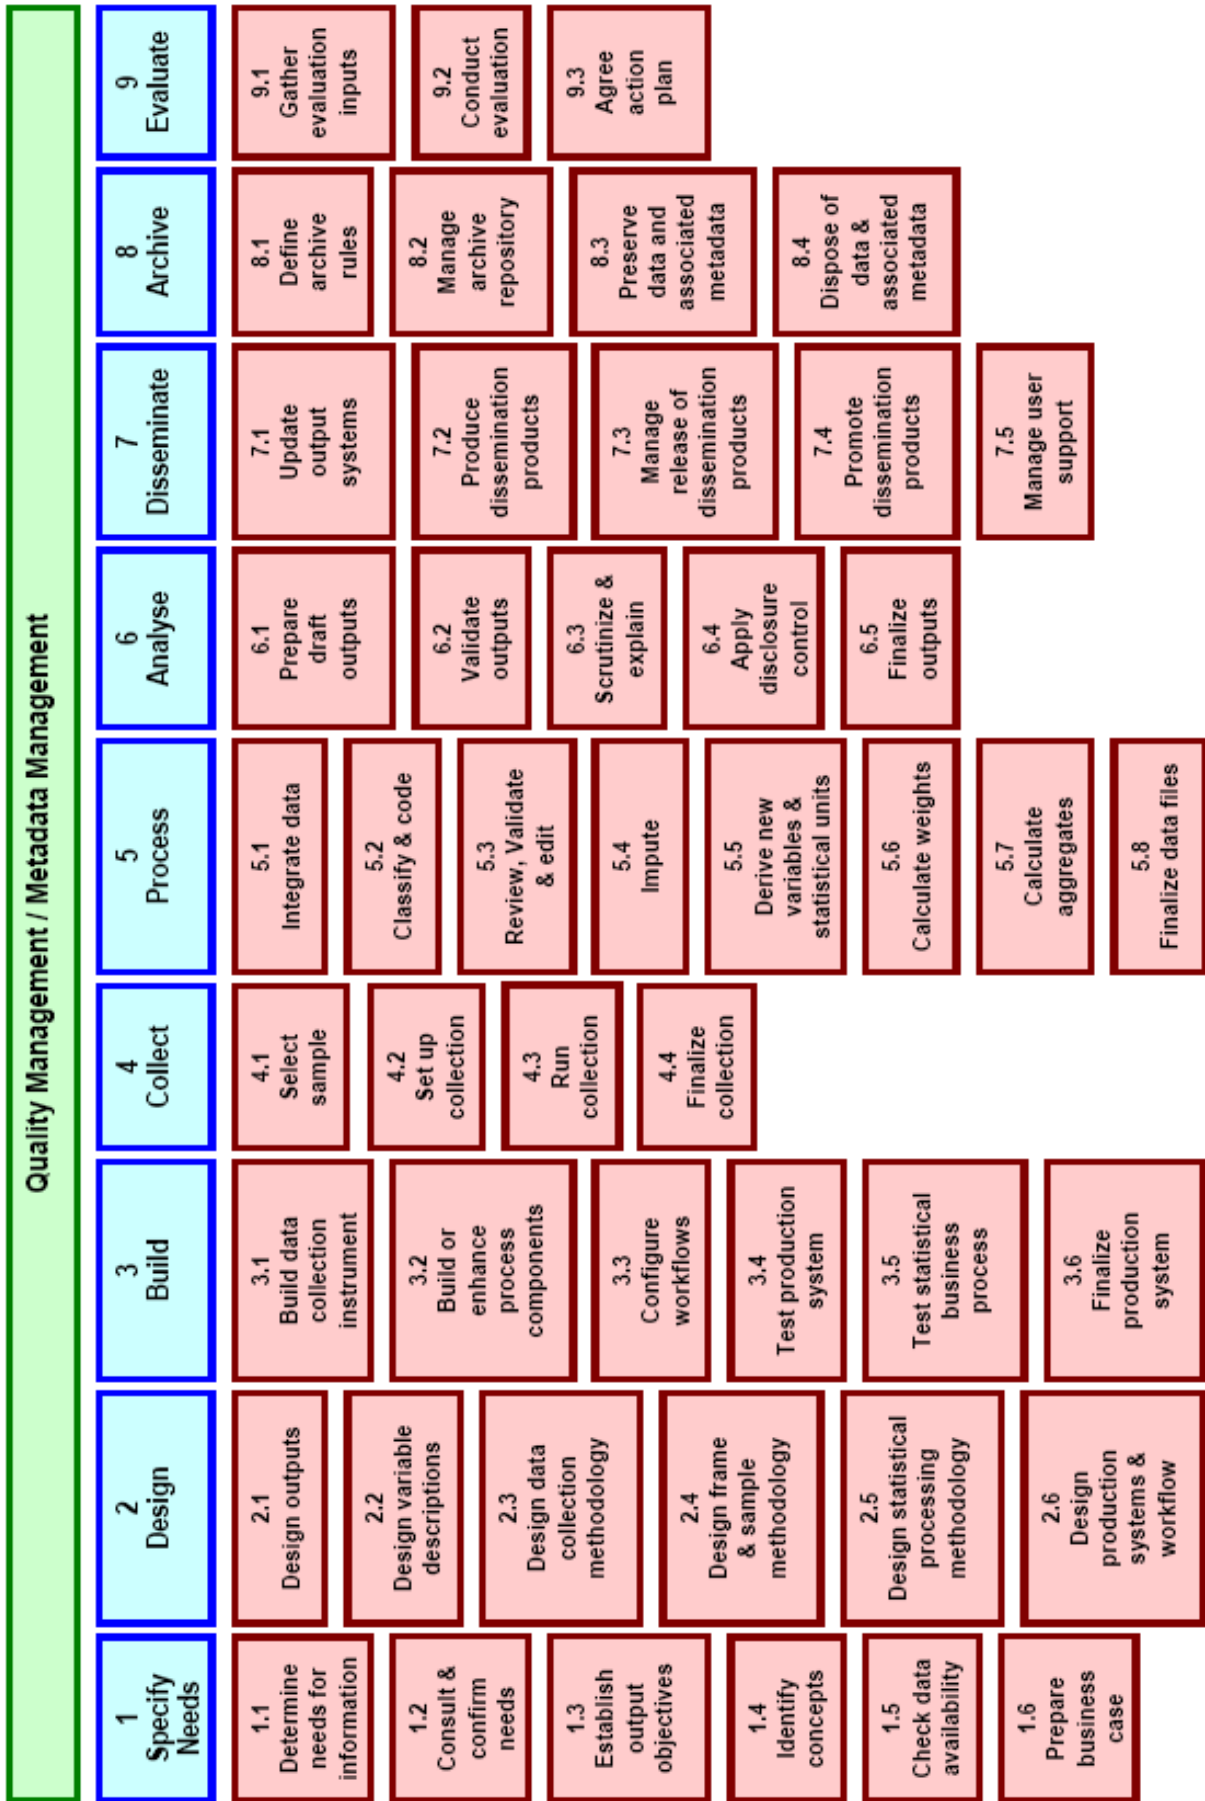 Quality Management / Metadata Management
1
Specify
Needs
1.1
Determine
needs for
information
1.2
Consult &
confirm
needs
1.3
Establish
output
objectives
1.4
Identify
concepts
1.5
Check data
availability
1.6
Prepare
business
case
2
Design
2.1
Design outputs
2.2
Design variable
descriptions
2.3
Design data
collection
methodology
2.4
Design frame
& sample
methodology
2.5
Design statistical
processing
methodology
2.6
Design
production
systems &
workflow
3
Build
3.1
Build data
collection
instrument
3.2
Build or
enhance
process
components
3.3
Configure
workflows
3.4
Test production
system
3.5
Test statistical
business
process
3.6
Finalize
production
system
4
Collect
4.1
Select
sample
4.2
Set up
collection
4.3
Run
collection
4.4
Finalize
collection
5
Process
5.1
Integrate data
5.2
Classify & code
5.3
Review, Validate
& edit
5.4
Impute
5.5
Derive new
variables &
statistical units
5.6
Calculate weights
5.7
Calculate
aggregates
5.8
Finalize data files
6
Analyse
6.1
Prepare
draft
outputs
6.2
Validate
outputs
6.3
Scrutinize &
explain
6.4
Apply
disclosure
control
6.5
Finalize
outputs
7
Disseminate
7.1
Update
output
systems
7.2
Produce
dissemination
products
7.3
Manage
release of
dissemination
products
7.4
Promote
dissemination
products
7.5
Manage user
support
8
Archive
8.1
Define
archive
rules
8.2
Manage
archive
repository
8.3
Preserve
data and
associated
metadata
8.4
Dispose of
data &
associated
metadata
9
Evaluate
9.1
Gather
evaluation
inputs
9.2
Conduct
evaluation
9.3
Agree
action
plan